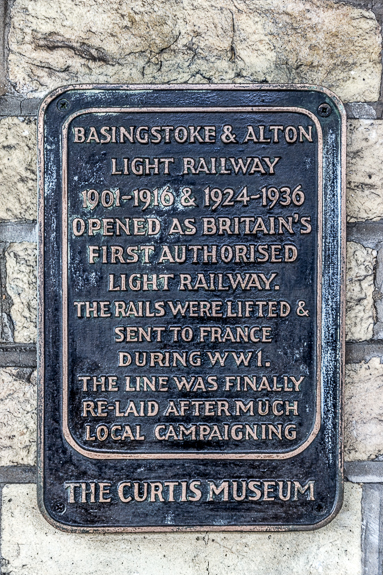 BASINGSTOKE & ALTON
LIGHT RAILWAY
1901-1916 & 1924-1936
OPENED AS BRITAIN'S
FIRST AUTHORISED
LIGHT RAILWAY.
THE RAILS WERE LIFTED &
SENT TO FRANCE
DURING WW1.
THE LINE WAS FINALLY
RE-LAID AFTER MUCH
LOCAL CAMPAIGNING
THE CURTIS MUSEUM